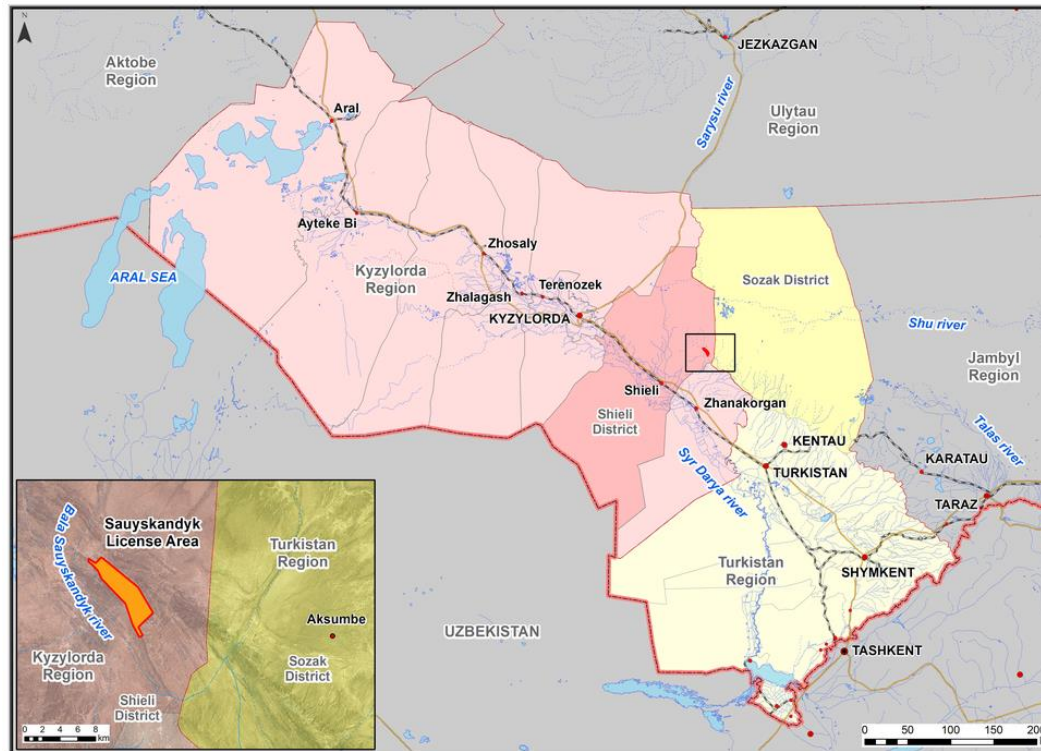 N
JEZKAZGAN
Aktobe
Region
Ulytau
Region
Sarysu river
Aral
Ayteke Bi
Zhosaly
ARAL SEA
Kyzylorda
Region
Sozak District
Terenozek
Zhalagash
KYZYLORDA
Shu river
Jambyl
Region
Shieli
Zhanakorgan
Shieli
District
Talas river
KENTAU
KARATAU
TURKISTAN
Syr Darya river
TARAZ
SHYMKENT
Turkistan
Region
UZBEKISTAN
TASHKENT
Bala Sauyskandyk river
Sauyskandyk
License Area
Turkistan
Region
Aksumbe
Kyzylorda
Region
Sozak
District
Shieli
District
0 2 4 6 8
km
0 50 100 150